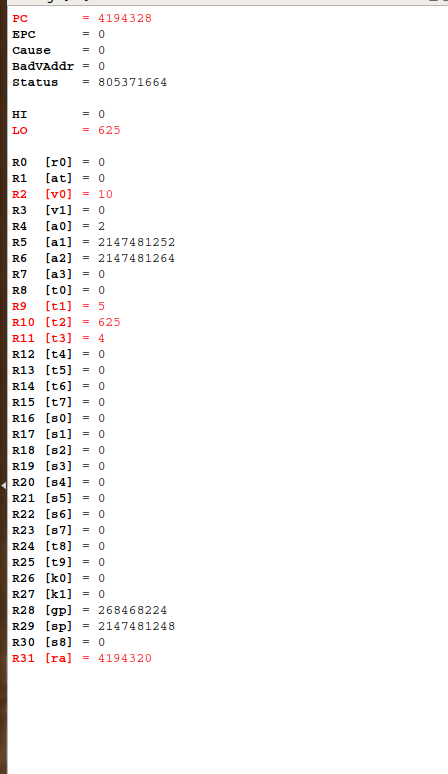 PC = 4194328
EPC = 0
Cause = 0
BadVAddr = 0
Status = 805371664
HI = 0
LO = 625
R0 [r0] = 0
R1 [at] = 0
R2 [v0] = 10
R3 [v1] = 0
R4 [a0] = 2
R5 [a1] = 2147481252
R6 [a2] = 2147481264
R7 [a3] = 0
R8 [t0] = 0
R9 [t1] = 5
R10 [t2] = 625
R11 [t3] = 4
R12 [t4] = 0
R13 [t5] = 0
R14 [t6] = 0
R15 [t7] = 0
R16 [s0] = 0
R17 [s1] = 0
R18 [s2] = 0
R19 [s3] = 0
R20 [s4] = 0
R21 [s5] = 0
R22 [s6] = 0
R23 [s7] = 0
R24 [t8] = 0
R25 [t9] = 0
R26 [k0] = 0
R27 [k1] = 0
R28 [gp] = 268468224
R29 [sp] = 2147481248
R30 [s8] = 0
R31 [ra] = 4194320